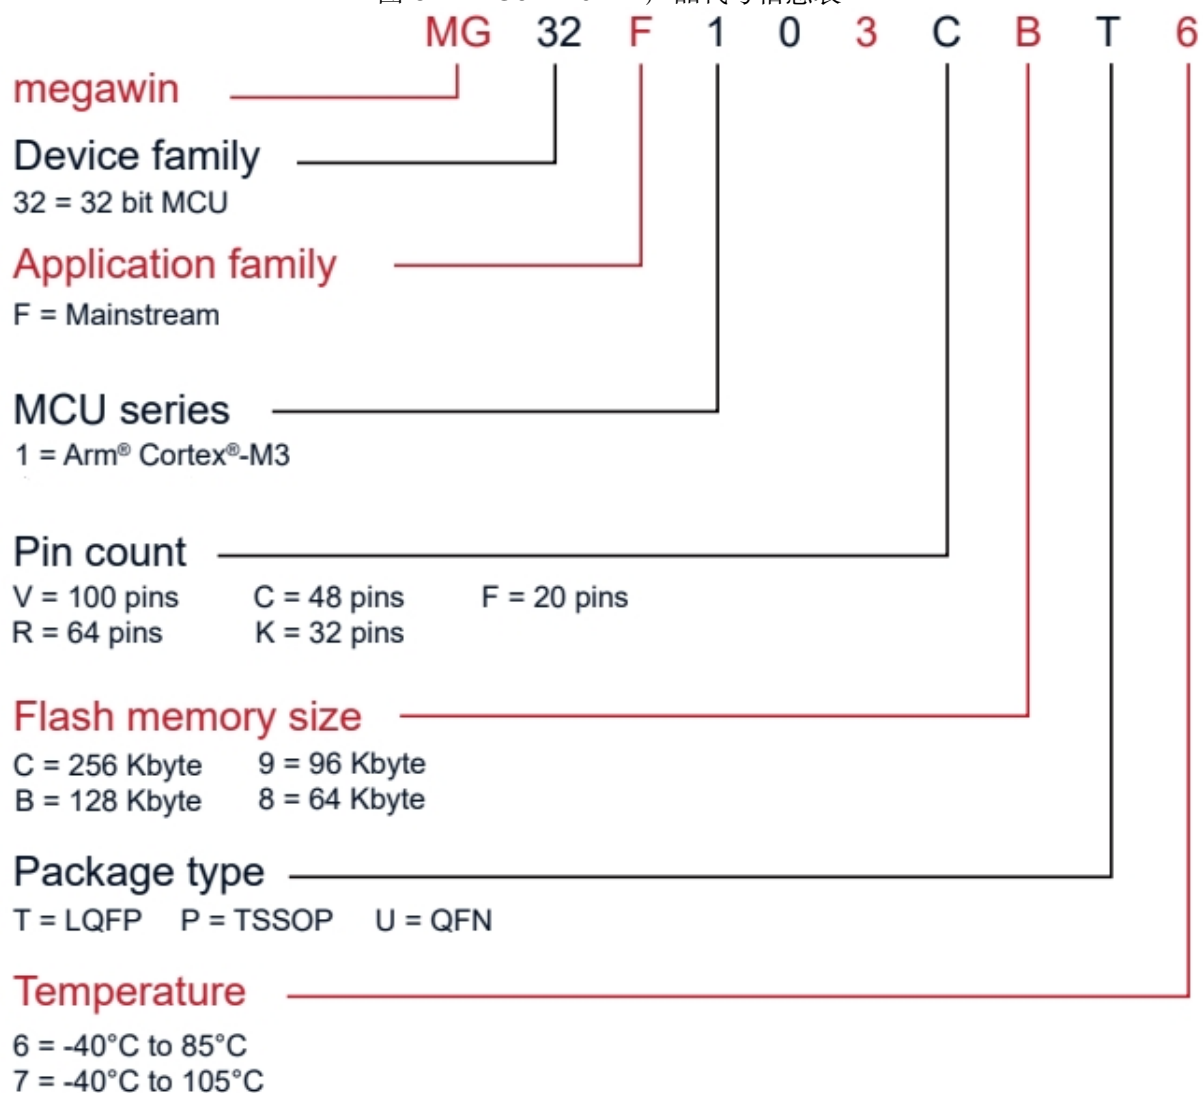 MG 32 F 1 0 3 C B T 6
megawin
Device family
32 = 32 bit MCU
Application family
F = Mainstream
MCU series
1 = Arm® Cortex®-M3
Pin count
V = 100 pins C = 48 pins F = 20 pins
R = 64 pins K = 32 pins
Flash memory size
C = 256 Kbyte 9 = 96 Kbyte
B = 128 Kbyte 8 = 64 Kbyte
Package type
T = LQFP P = TSSOP U = QFN
Temperature
6 = -40°C to 85°C
7 = -40°C to 105°C